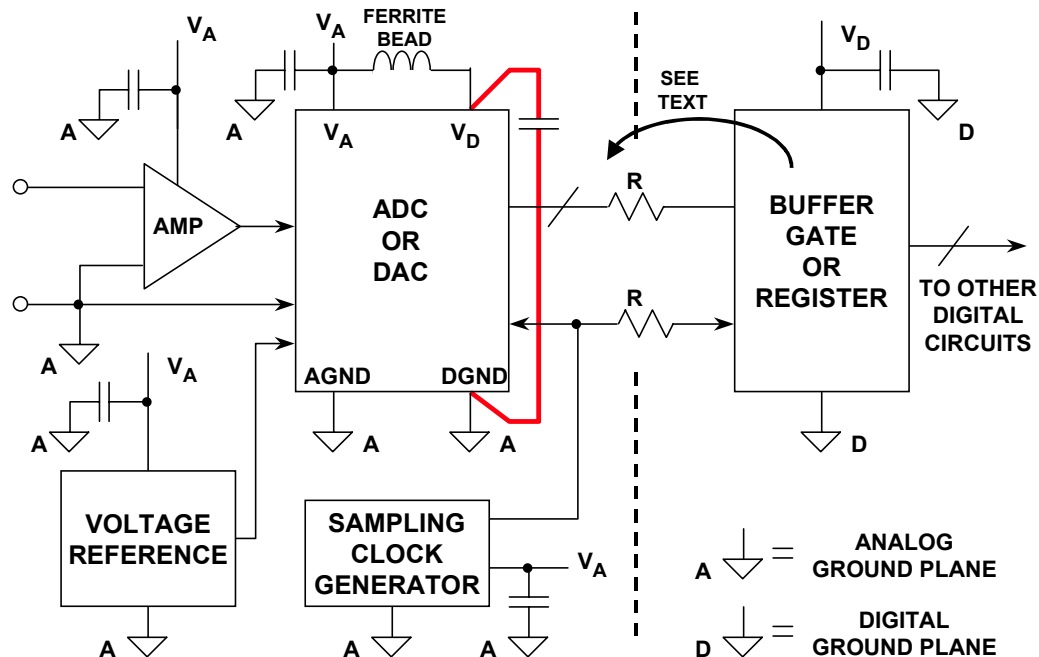 FERRITE
BEAD
VA
VA
VD
SEE
TEXT
A
A
D
VA
VD
R
AMP
ADC
OR
DAC
BUFFER
GATE
OR
REGISTER
R
TO OTHER
DIGITAL
CIRCUITS
A
VA
AGND
DGND
A
A
A
D
VOLTAGE
REFERENCE
SAMPLING
CLOCK
GENERATOR
VA
A
A
A
A = ANALOG
GROUND PLANE
D = DIGITAL
GROUND PLANE